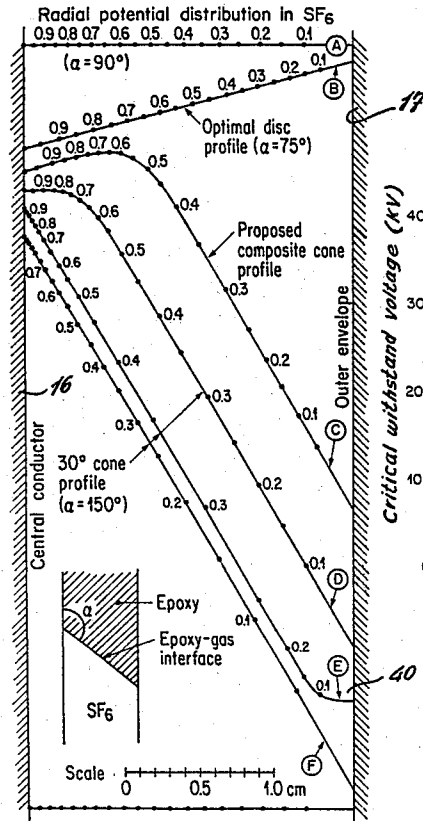 Radial potential distribution in SF6
0.9 0.8 0.7 0.6 0.5 0.4 0.3 0.2 0.1
A
(α=90°)
0.9 0.8 0.7 0.6 0.5 0.4 0.3 0.2 0.1
B
17
Optimal disc
profile (α=75°)
0.9 0.8 0.7 0.6 0.5 0.4 0.3 0.2 0.1
Proposed
composite cone
profile
C
0.9 0.8 0.7 0.6 0.5 0.4 0.3 0.2 0.1
30° cone
profile
(α=150°)
D
0.9 0.8 0.7 0.6 0.5 0.4 0.3 0.2 0.1
E
40
0.7 0.6 0.5 0.4 0.3 0.2 0.1
F
16
Central conductor
Outer envelope
Critical withstand voltage (KV)
40
30
20
10
α
Epoxy
Epoxy-gas
interface
SF6
Scale
0 0.5 1.0 cm